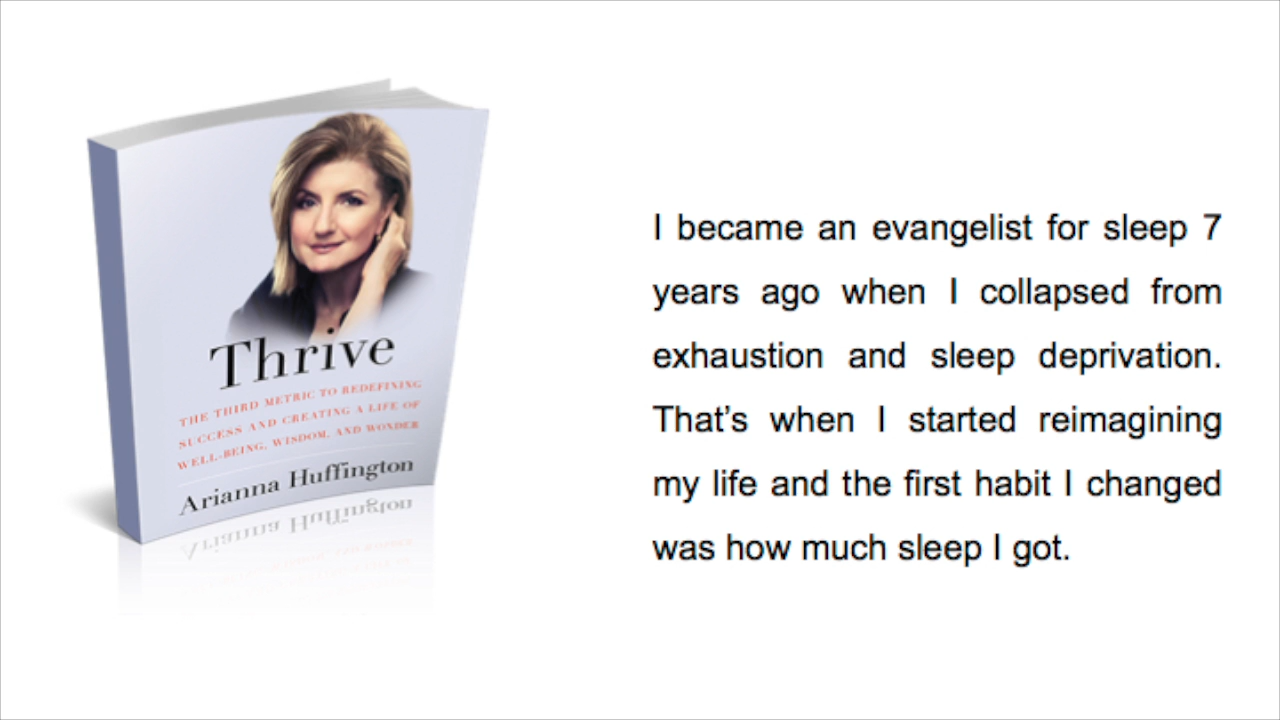 Thrive
THE THIRD METRIC TO REDEFINING
SUCCESS AND CREATING A LIFE OF
WELL-BEING, WISDOM, AND WONDER
Arianna Huffington
I became an evangelist for sleep 7
years ago when I collapsed from
exhaustion and sleep deprivation.
That’s when I started reimagining
my life and the first habit I changed
was how much sleep I got.